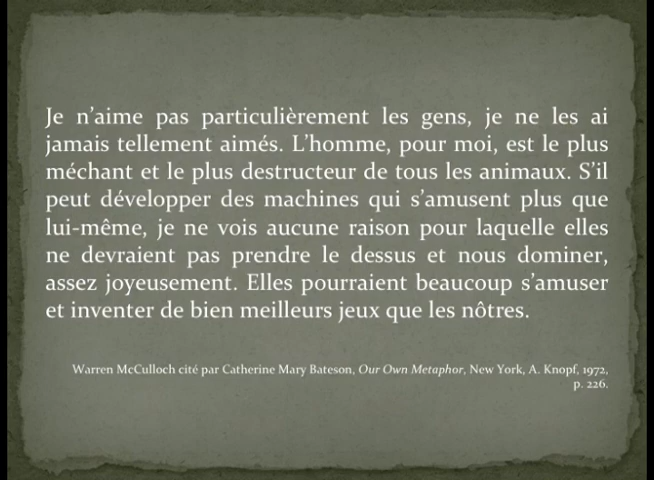 Je n’aime pas particulièrement les gens, je ne les ai
jamais tellement aimés. L’homme, pour moi, est le plus
méchant et le plus destructeur de tous les animaux. S’il
peut développer des machines qui s’amusent plus que
lui-même, je ne vois aucune raison pour laquelle elles
ne devraient pas prendre le dessus et nous dominer,
assez joyeusement. Elles pourraient beaucoup s’amuser
et inventer de bien meilleurs jeux que les nôtres.
Warren McCulloch cité par Catherine Mary Bateson, Our Own Metaphor, New York, A. Knopf, 1972,
p. 226.